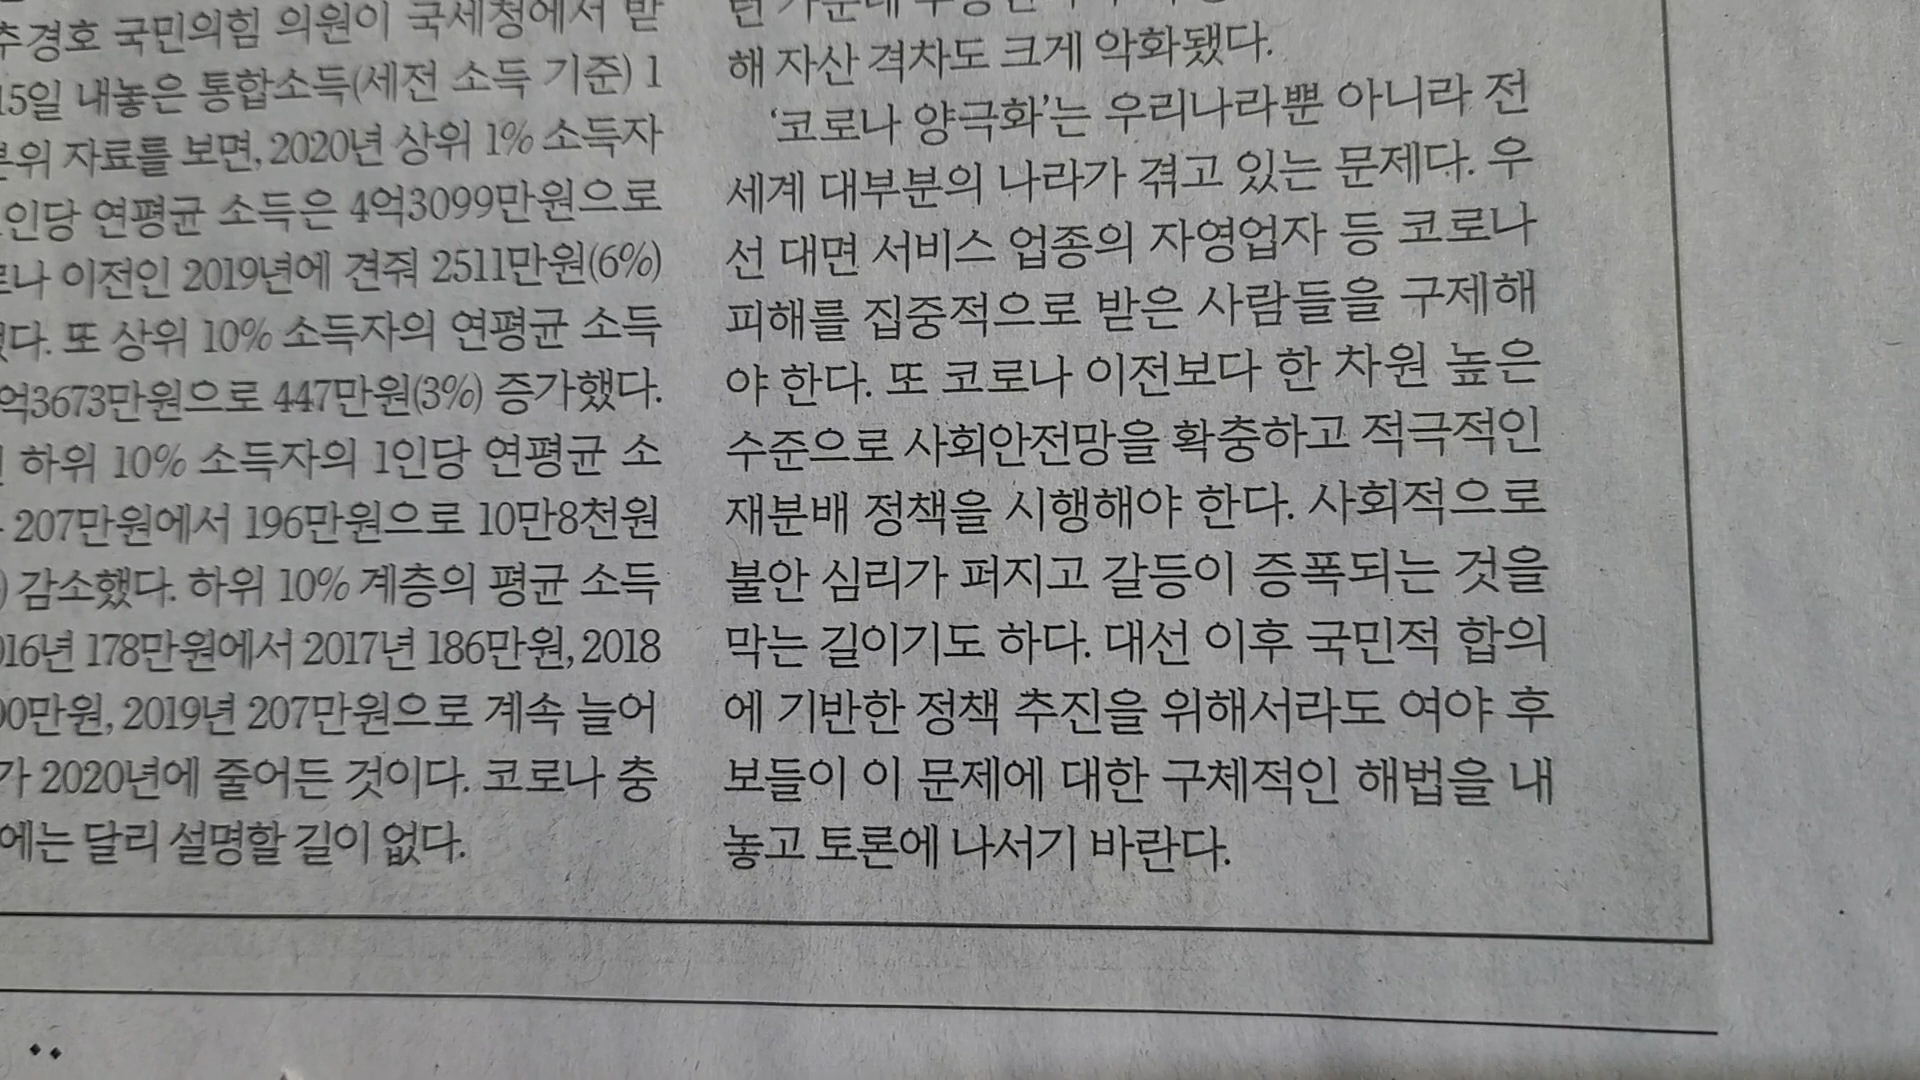 추경호 국민의힘 의원이 국세청에서 받
15일 내놓은 통합소득(세전 소득 기준) 1
위 자료를 보면, 2020년 상위 1% 소득자
인당 연평균 소득은 4억3099만원으로
나 이전인 2019년에 견줘 2511만원(6%)
다. 또 상위 10% 소득자의 연평균 소득
억3673만원으로 447만원(3%) 증가했다.
하위 10% 소득자의 1인당 연평균 소
207만원에서 196만원으로 10만8천원
) 감소했다. 하위 10% 계층의 평균 소득
16년 178만원에서 2017년 186만원, 2018
0만원, 2019년 207만원으로 계속 늘어
가 2020년에 줄어든 것이다. 코로나 충
에는 달리 설명할 길이 없다.
해 자산 격차도 크게 악화됐다.
‘코로나 양극화’는 우리나라뿐 아니라 전
세계 대부분의 나라가 겪고 있는 문제다. 우
선 대면 서비스 업종의 자영업자 등 코로나
피해를 집중적으로 받은 사람들을 구제해
야 한다. 또 코로나 이전보다 한 차원 높은
수준으로 사회안전망을 확충하고 적극적인
재분배 정책을 시행해야 한다. 사회적으로
불안 심리가 퍼지고 갈등이 증폭되는 것을
막는 길이기도 하다. 대선 이후 국민적 합의
에 기반한 정책 추진을 위해서라도 여야 후
보들이 이 문제에 대한 구체적인 해법을 내
놓고 토론에 나서기 바란다.